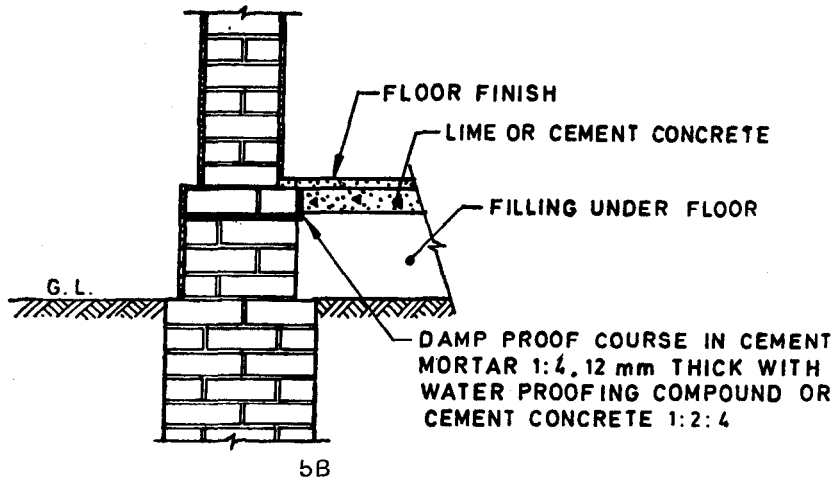 FLOOR FINISH
LIME OR CEMENT CONCRETE
FILLING UNDER FLOOR
G. L.
DAMP PROOF COURSE IN CEMENT
MORTAR 1:4, 12 mm THICK WITH
WATER PROOFING COMPOUND OR
CEMENT CONCRETE 1:2:4
5B